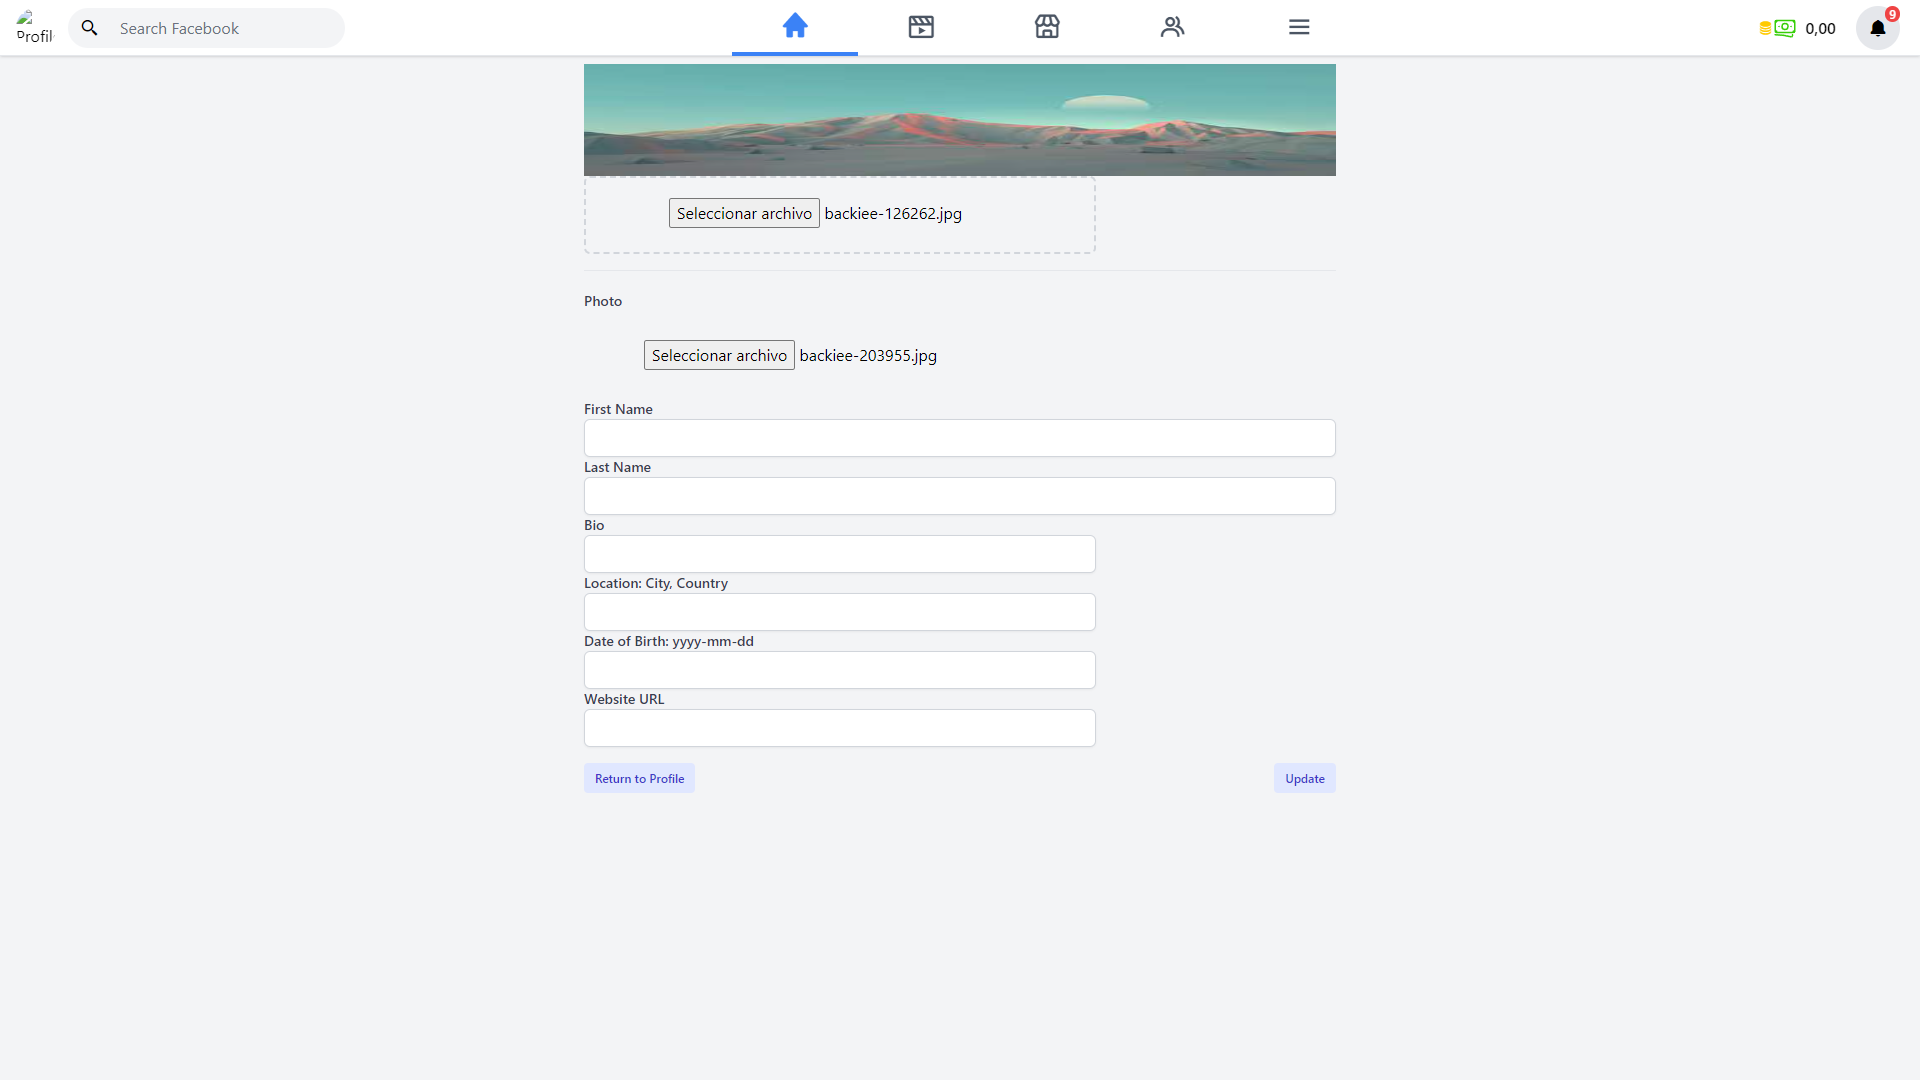 Profil
Search Facebook
0,00
9
Seleccionar archivo backiee-126262.jpg
Photo
Seleccionar archivo backiee-203955.jpg
First Name
Last Name
Bio
Location: City, Country
Date of Birth: yyyy-mm-dd
Website URL
Return to Profile
Update